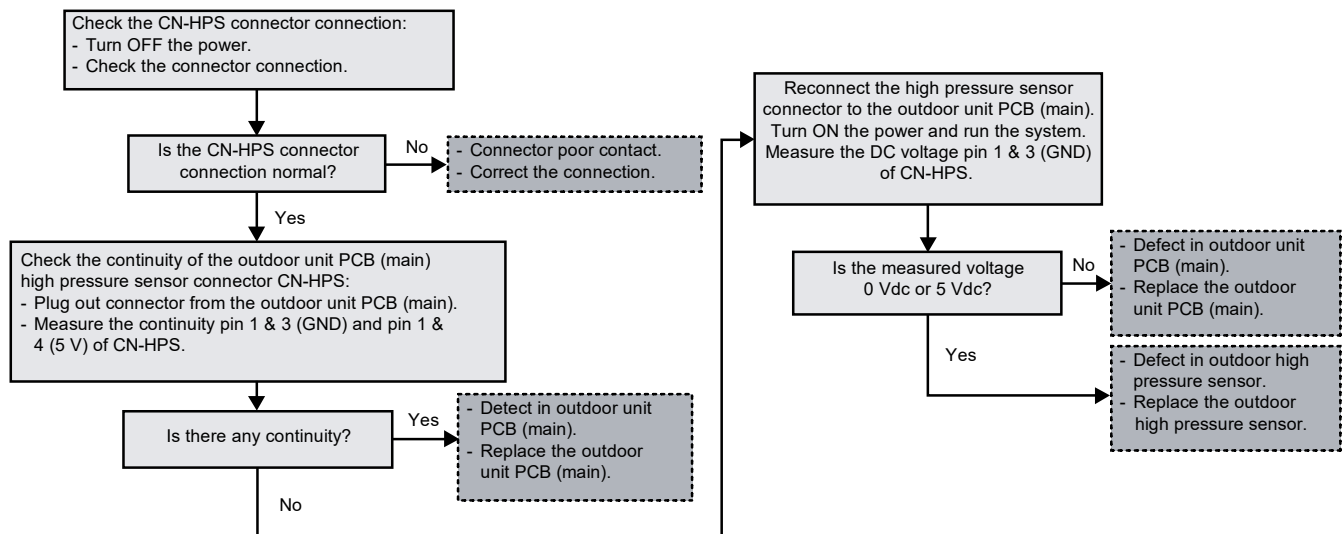 Check the CN-HPS connector connection:
- Turn OFF the power.
- Check the connector connection.
Is the CN-HPS connector
connection normal?
No
- Connector poor contact.
- Correct the connection.
Yes
Check the continuity of the outdoor unit PCB (main)
high pressure sensor connector CN-HPS:
- Plug out connector from the outdoor unit PCB (main).
- Measure the continuity pin 1 & 3 (GND) and pin 1 &
4 (5 V) of CN-HPS.
Is there any continuity?
Yes
- Detect in outdoor unit
PCB (main).
- Replace the outdoor
unit PCB (main).
No
Reconnect the high pressure sensor
connector to the outdoor unit PCB (main).
Turn ON the power and run the system.
Measure the DC voltage pin 1 & 3 (GND)
of CN-HPS.
Is the measured voltage
0 Vdc or 5 Vdc?
No
- Defect in outdoor unit
PCB (main).
- Replace the outdoor
unit PCB (main).
Yes
- Defect in outdoor high
pressure sensor.
- Replace the outdoor
high pressure sensor.